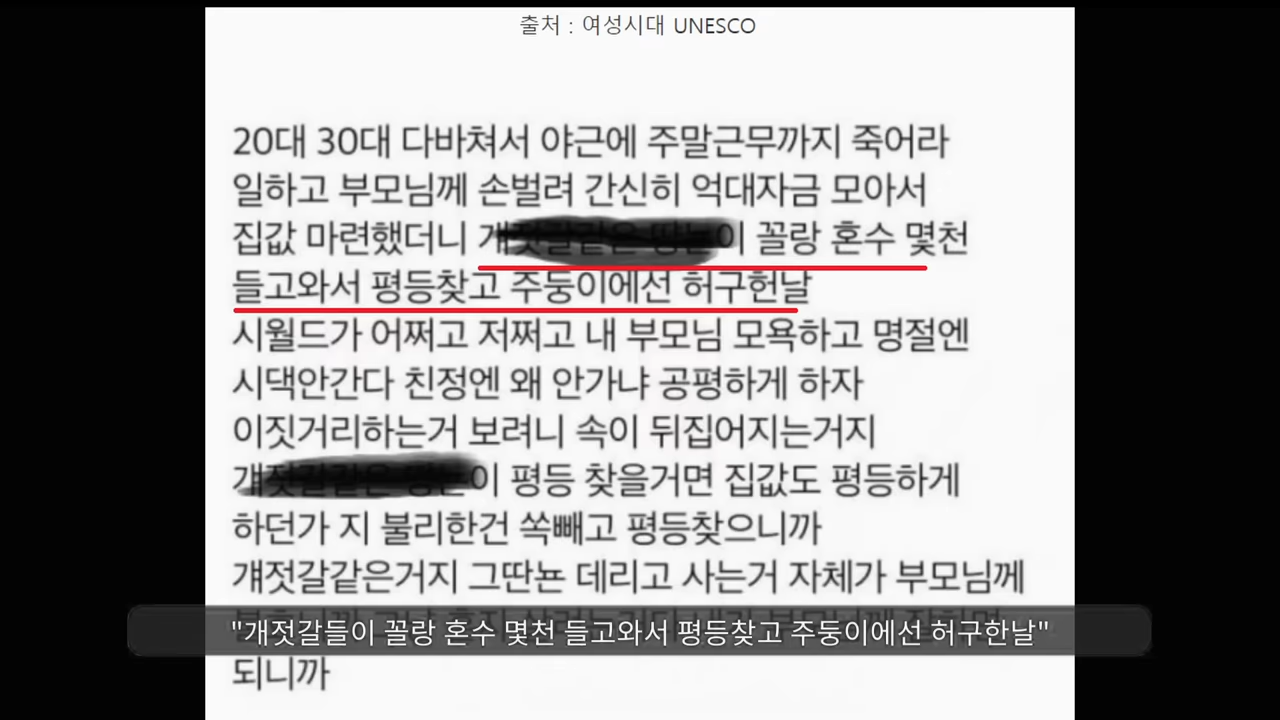 출처 : 여성시대 UNESCO
20대 30대 다바쳐서 야근에 주말근무까지 죽어라
일하고 부모님께 손벌려 간신히 억대자금 모아서
집값 마련했더니 꼴랑 혼수 몇천
들고와서 평등찾고 주둥이에선 허구헌날
시월드가 어쩌고 저쩌고 내 부모님 모욕하고 명절엔
시댁안간다 친정엔 왜 안가냐 공평하게 하자
이짓거리하는거 보려니 속이 뒤집어지는거지
평등 찾을거면 집값도 평등하게
하던가 지 불리한건 쏙빼고 평등찾으니까
걔젓갈같은거지 그딴뇬 데리고 사는거 자체가 부모님께
"개젓갈들이 꼴랑 혼수 몇천 들고와서 평등찾고 주둥이에선 허구한날"
되니까